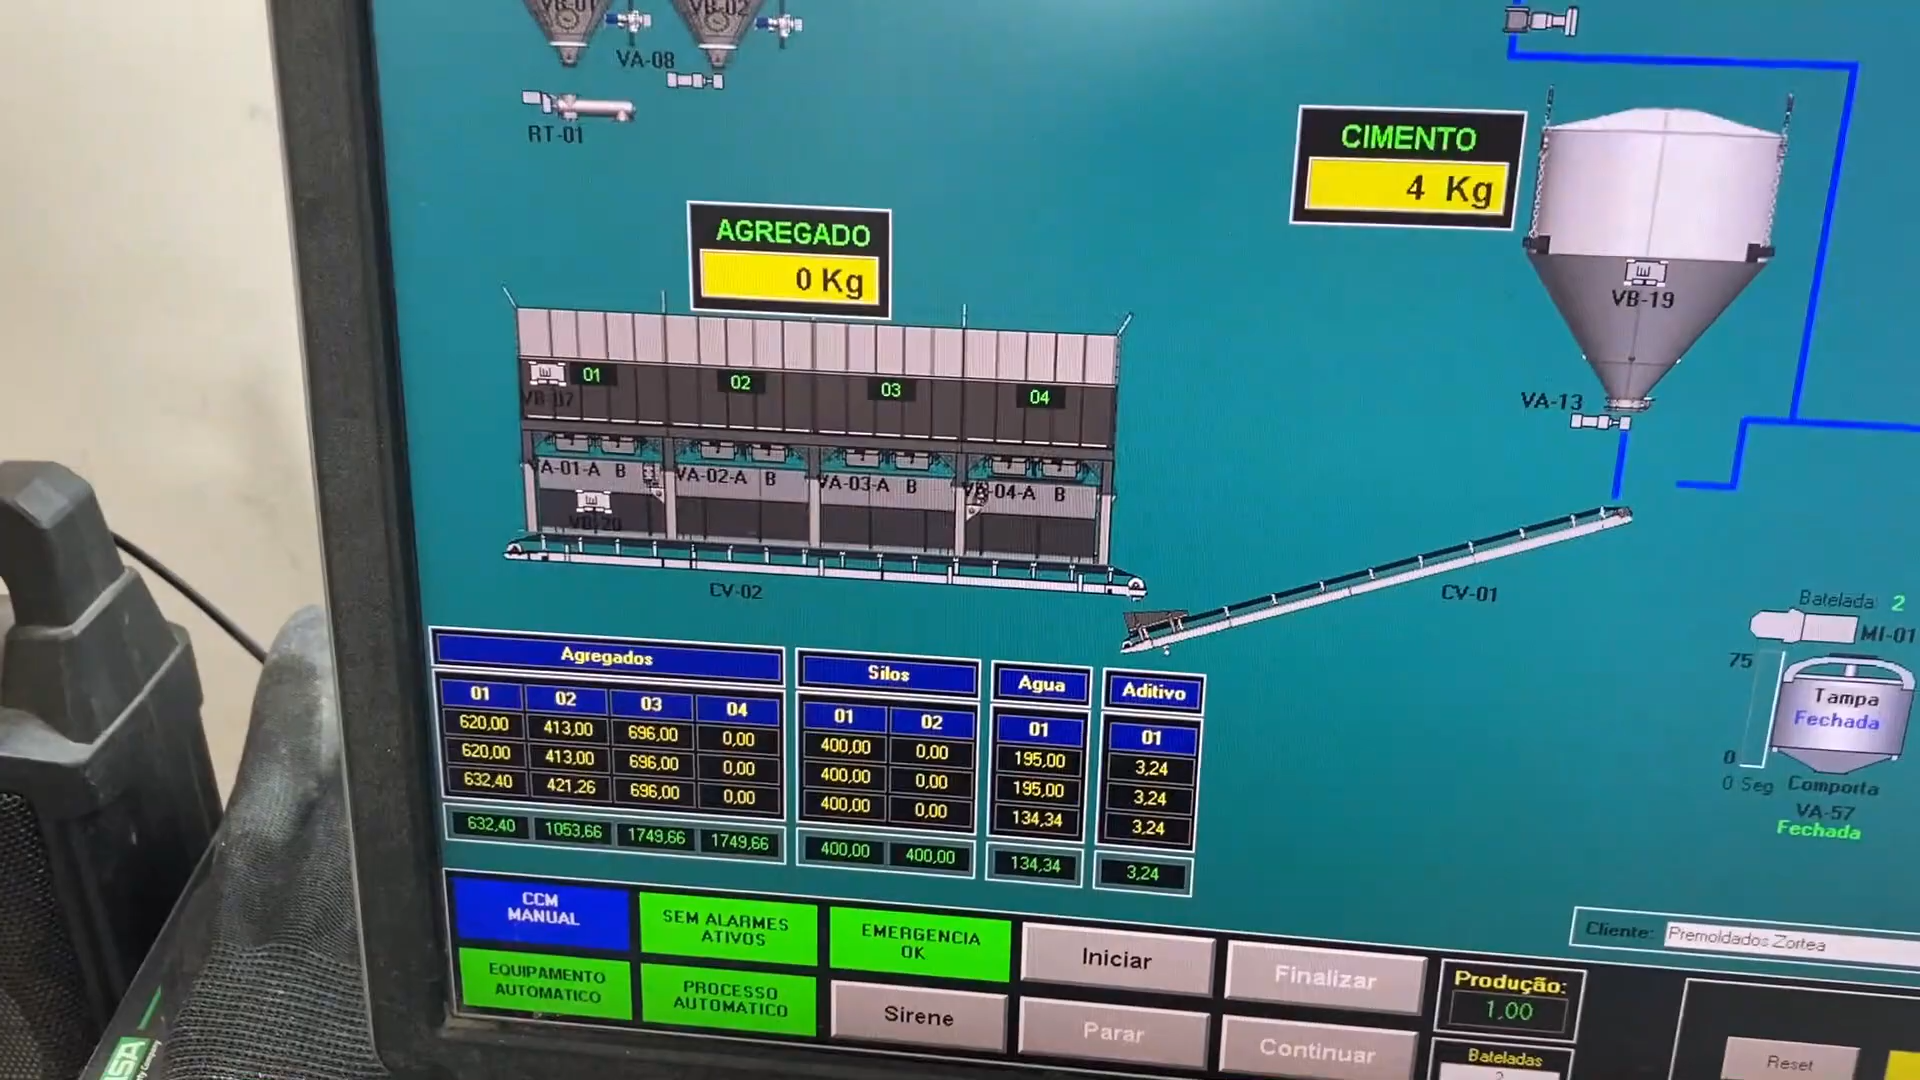 VB-01
VB-02
VA-08
RT-01
CIMENTO
4 Kg
AGREGADO
0 Kg
VB-19
VA-13
01
02
03
04
VB-07
VA-01-A B
VA-02-A B
VA-03-A B
-04-A B
VB-20
CV-02
CV-01
Batelada: 2
MI-01
75
Tampa
Fechada
0
0 Seg
Comporta
VA-57
Fechada
Agregados
01 02 03 04
620,00 413,00 696,00 0,00
620,00 413,00 696,00 0,00
632,40 421,26 696,00 0,00
632,40 1053,66 1749,66 1749,66
Silos
01 02
400,00 0,00
400,00 0,00
400,00 0,00
400,00 400,00
Agua
01
195,00
195,00
134,34
134,34
Aditivo
01
3,24
3,24
3,24
3,24
CCM
MANUAL
SEM ALARMES
ATIVOS
EMERGENCIA
OK
Iniciar
Finalizar
EQUIPAMENTO
AUTOMATICO
PROCESSO
AUTOMATICO
Sirene
Parar
Continuar
Produção:
1,00
Bateladas
Cliente: Premoldados Zortea
Reset